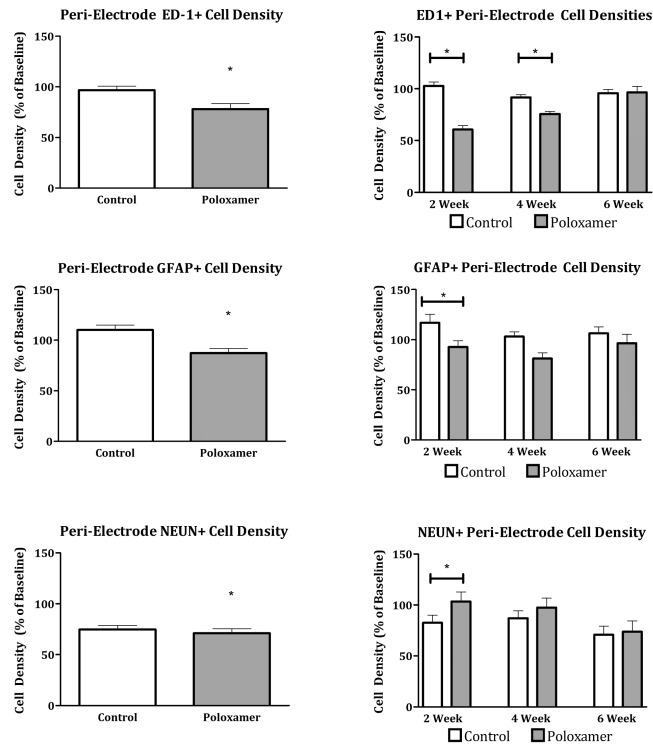 Peri-Electrode ED-1+ Cell Density
Cell Density (% of Baseline)
150
100
50
0
*
Control
Poloxamer
ED1+ Peri-Electrode Cell Densities
Cell Density (% of Baseline)
150
100
50
0
*
*
2 Week
4 Week
6 Week
Control
Poloxamer
Peri-Electrode GFAP+ Cell Density
Cell Density (% of Baseline)
150
100
50
0
*
Control
Poloxamer
GFAP+ Peri-Electrode Cell Density
Cell Density (% of Baseline)
150
100
50
0
*
2 Week
4 Week
6 Week
Control
Poloxamer
Peri-Electrode NEUN+ Cell Density
Cell Density (% of Baseline)
150
100
50
0
*
Control
Poloxamer
NEUN+ Peri-Electrode Cell Density
Cell Density (% of Baseline)
150
100
50
0
*
2 Week
4 Week
6 Week
Control
Poloxamer